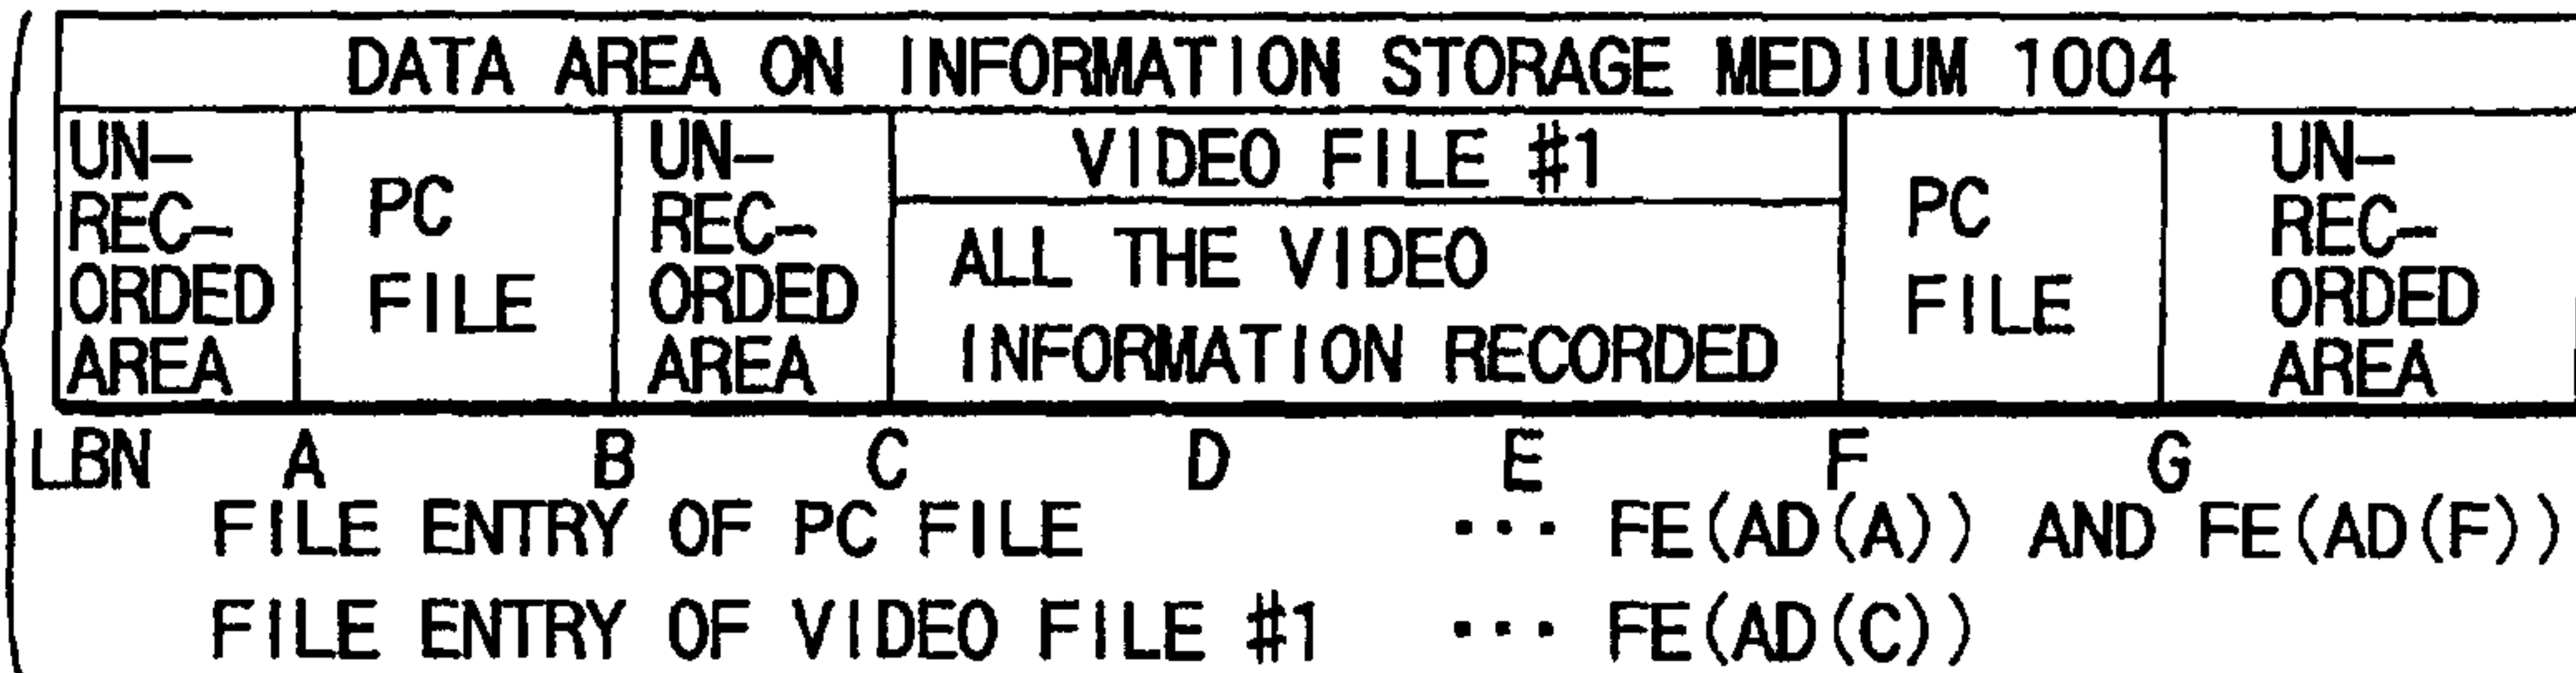 DATA AREA ON INFORMATION STORAGE MEDIUM 1004
UN-
REC-
ORDED
AREA
PC
FILE
UN-
REC-
ORDED
AREA
VIDEO FILE #1
ALL THE VIDEO
INFORMATION RECORDED
PC
FILE
UN-
REC-
ORDED
AREA
LBN A B C D E F G
FILE ENTRY OF PC FILE ··· FE(AD(A)) AND FE(AD(F))
FILE ENTRY OF VIDEO FILE #1 ··· FE(AD(C))